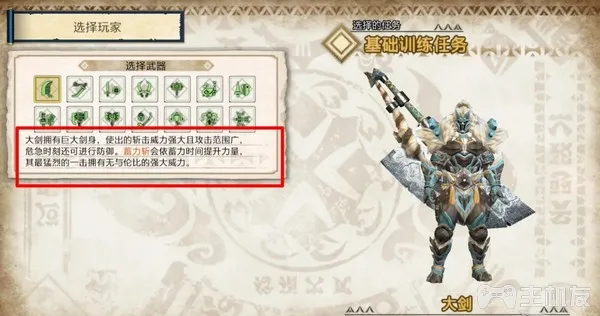 选择玩家
选择的任务
基础训练任务
选择武器
大剑拥有巨大剑身，使出的斩击威力强大且攻击范围广，
危急时刻还可进行防御。蓄力斩会依蓄力时间提升力量，
其最猛烈的一击拥有无与伦比的强大威力。
大剑
主机友